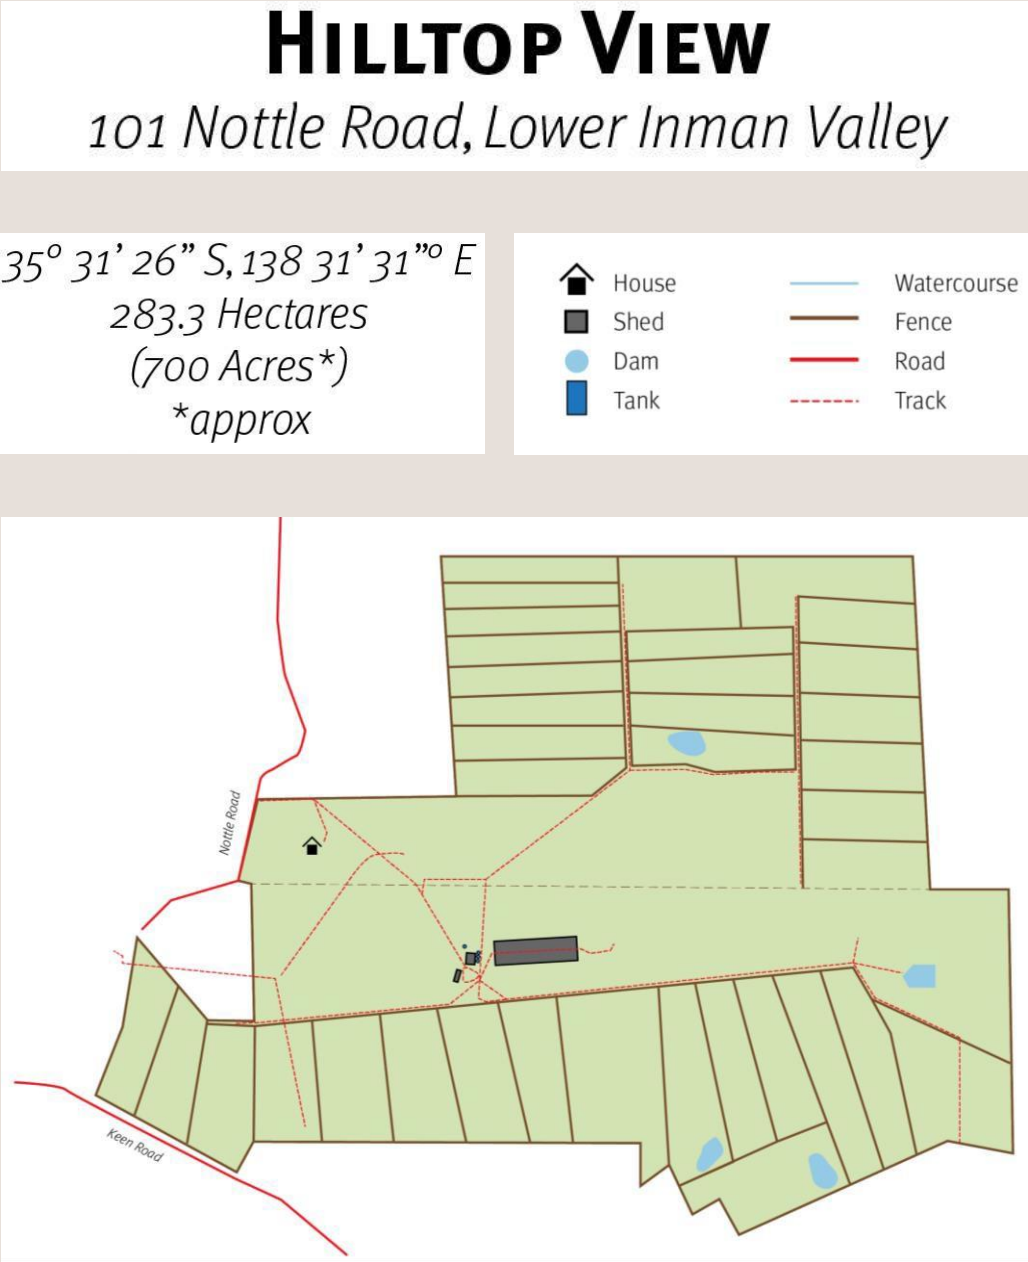 HILLTOP VIEW
101 Nottle Road, Lower Inman Valley
35º 31’ 26” S, 138 31’ 31”º E
283.3 Hectares
(700 Acres*)
*approx
House
Shed
Dam
Tank
Watercourse
Fence
Road
Track
Nottle Road
Keen Road